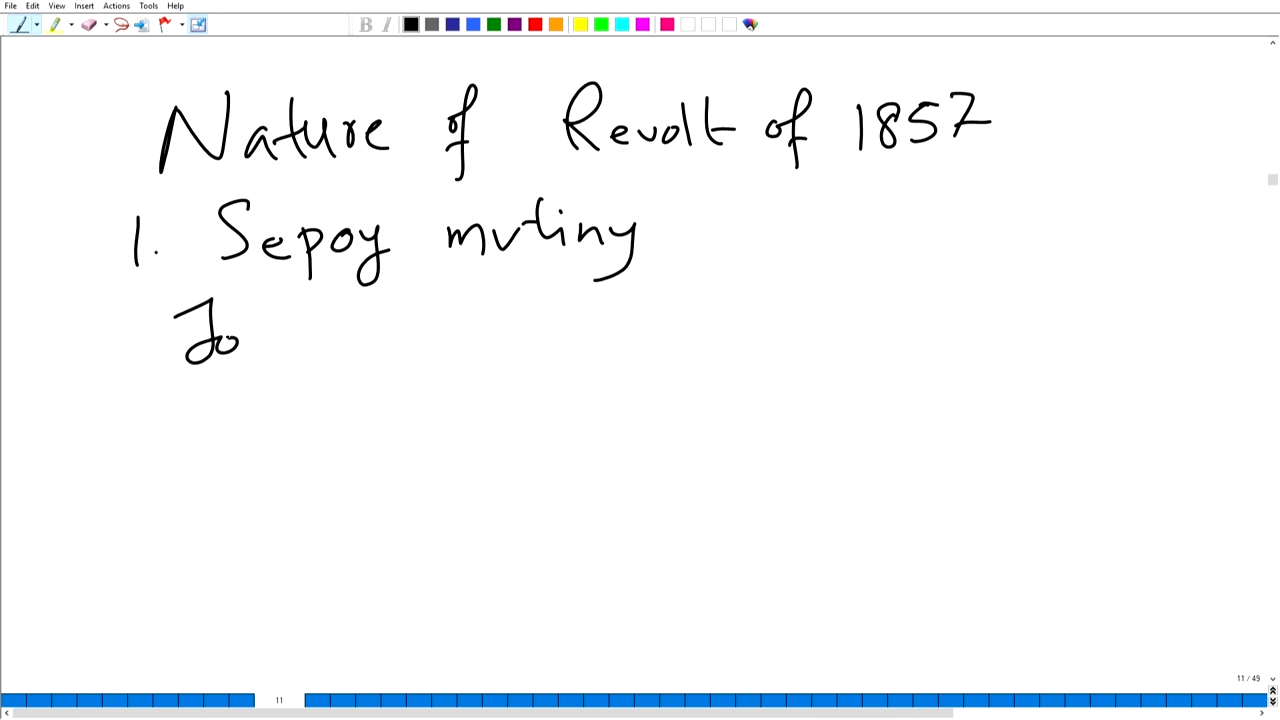 File Edit View Insert Actions Tools Help
B I
Nature of Revolt of 1857
1. Sepoy mutiny
Jo
11 / 49
11